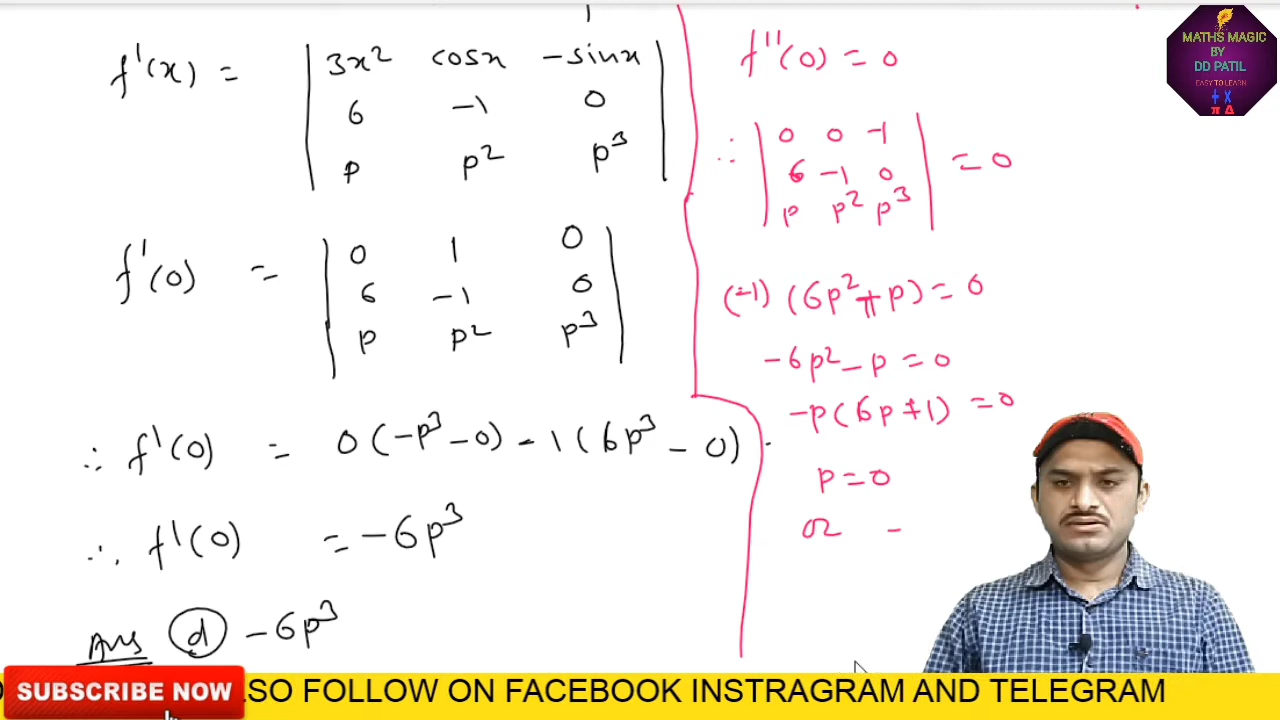 f'(x) = | 3x² cosx -sinx |
| 6 -1 0 |
| p p² p³ |
f'(0) = | 0 1 0 |
| 6 -1 0 |
| p p² p³ |
∴ f'(0) = 0(-p³ - 0) - 1(6p³ - 0)
∴ f'(0) = -6p³
Ans (d) -6p³
f''(0) = 0
∴ | 0 0 -1 | = 0
| 6 -1 0 |
| p p² p³ |
(-1) (6p² + p) = 0
-6p² - p = 0
-p(6p + 1) = 0
p = 0
or -
MATHS MAGIC
BY
DD PATIL
EASY TO LEARN
+ X
π Δ
SUBSCRIBE NOW
LSO FOLLOW ON FACEBOOK INSTRAGRAM AND TELEGRAM